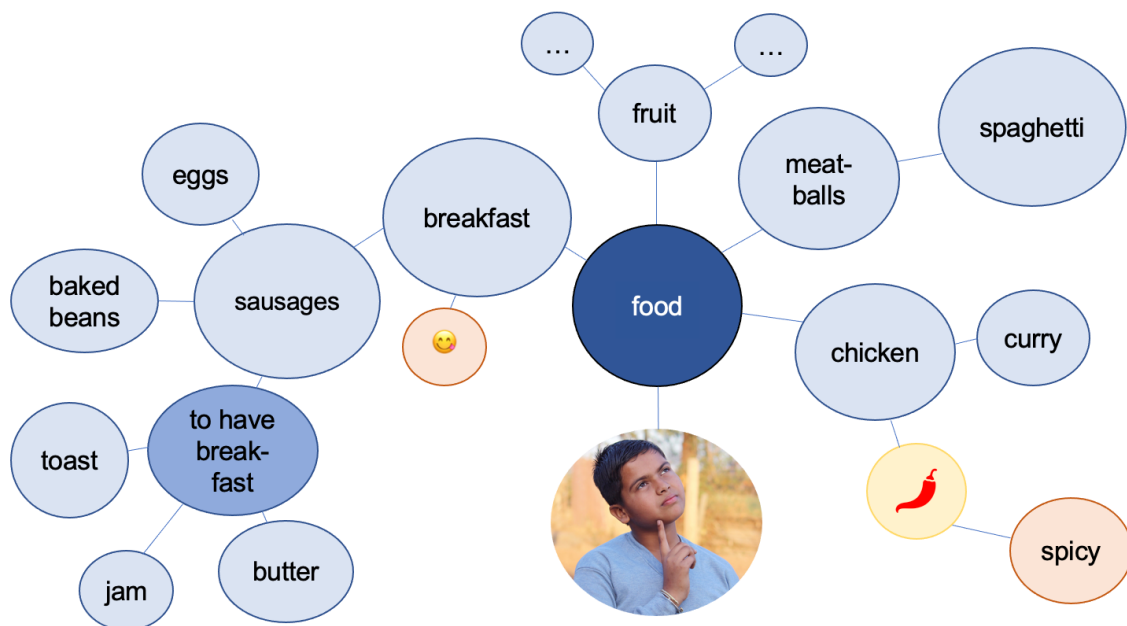 ...
...
fruit
spaghetti
meat-
balls
eggs
breakfast
baked
beans
sausages
food
chicken
curry
to have
break-
fast
toast
jam
butter
spicy